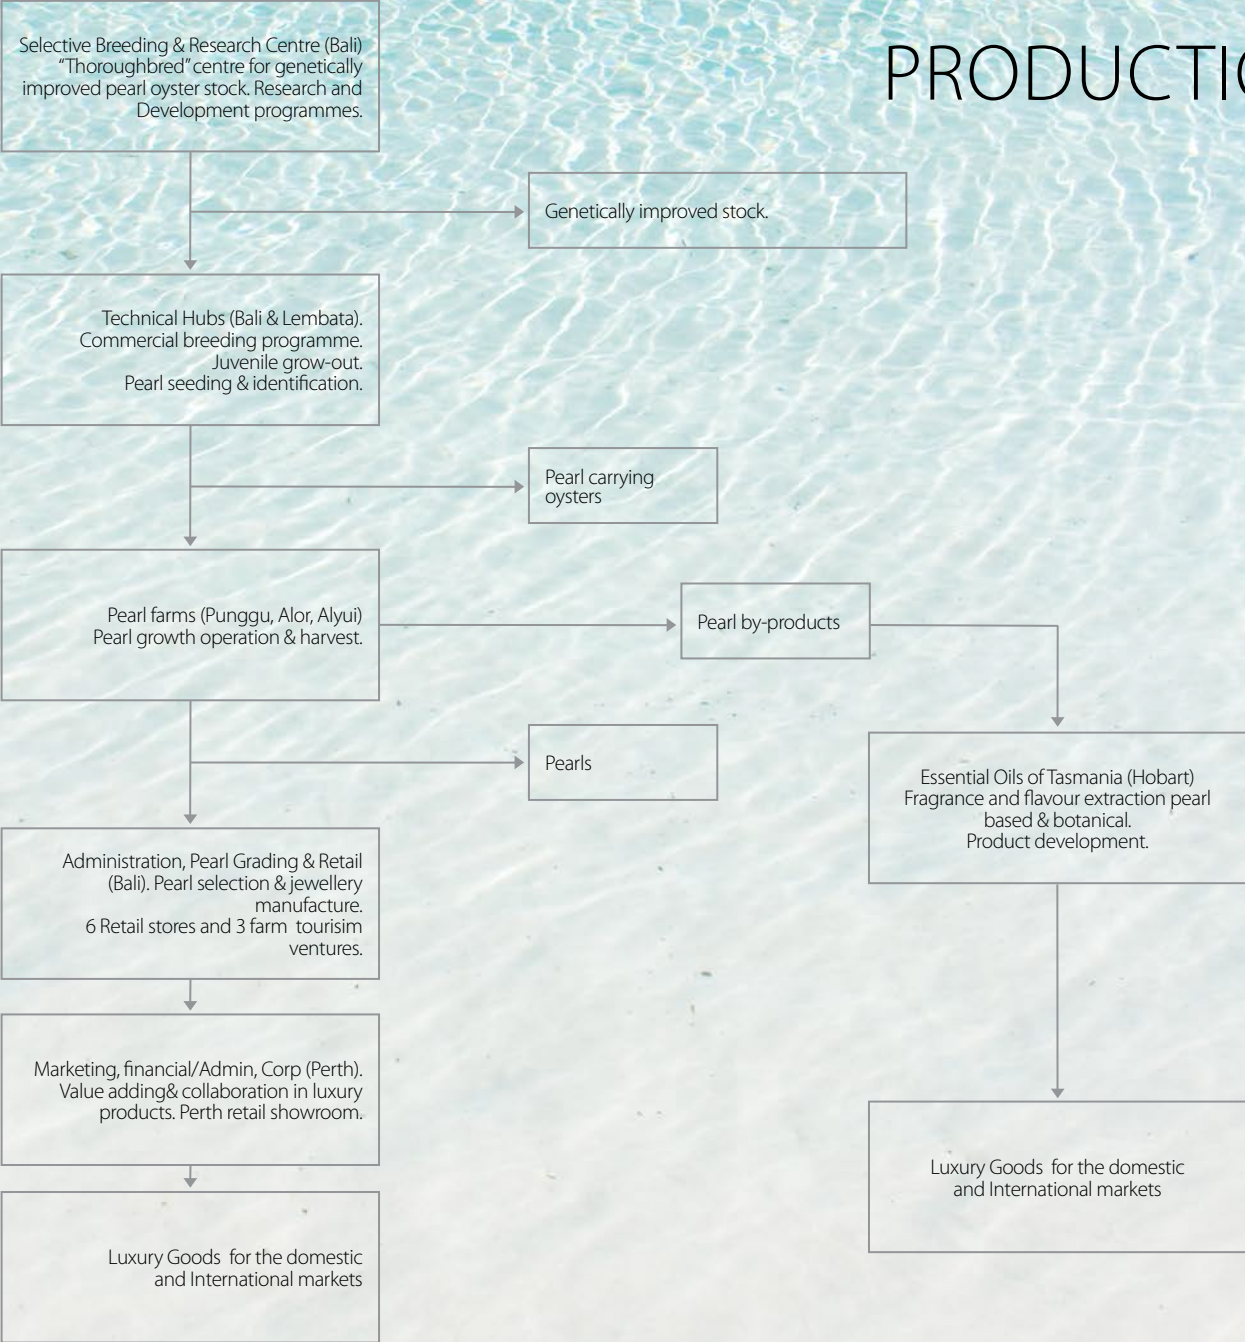 PRODUCTIO
Selective Breeding & Research Centre (Bali)
“Thoroughbred” centre for genetically
improved pearl oyster stock. Research and
Development programmes.
Genetically improved stock.
Technical Hubs (Bali & Lembata).
Commercial breeding programme.
Juvenile grow-out.
Pearl seeding & identification.
Pearl carrying
oysters
Pearl farms (Punggu, Alor, Alyui)
Pearl growth operation & harvest.
Pearl by-products
Pearls
Essential Oils of Tasmania (Hobart)
Fragrance and flavour extraction pearl
based & botanical.
Product development.
Administration, Pearl Grading & Retail
(Bali). Pearl selection & jewellery
manufacture.
6 Retail stores and 3 farm tourisim
ventures.
Marketing, financial/Admin, Corp (Perth).
Value adding& collaboration in luxury
products. Perth retail showroom.
Luxury Goods for the domestic
and International markets
Luxury Goods for the domestic
and International markets